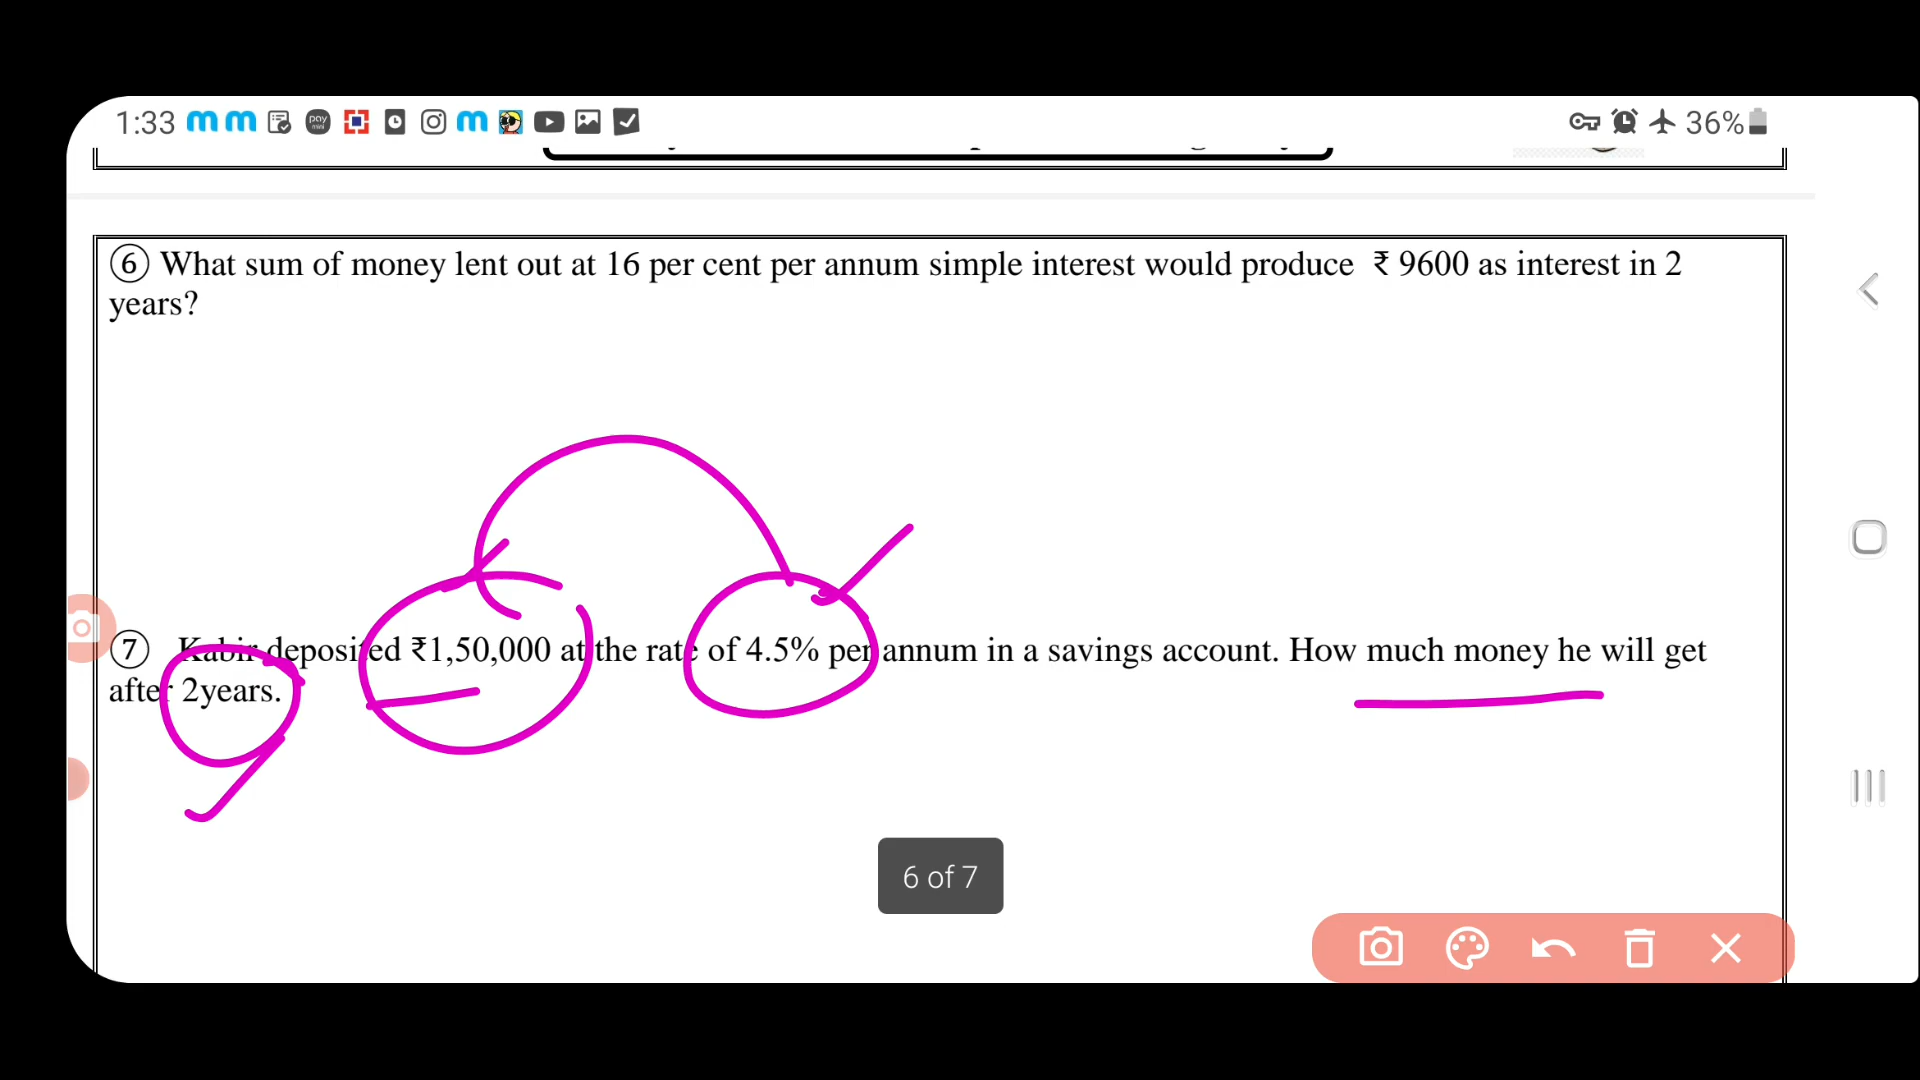 1:33
pay
36%
6 What sum of money lent out at 16 per cent per annum simple interest would produce ₹ 9600 as interest in 2
years?
7 Kabir deposited ₹1,50,000 at the rate of 4.5% per annum in a savings account. How much money he will get
after 2years.
6 of 7